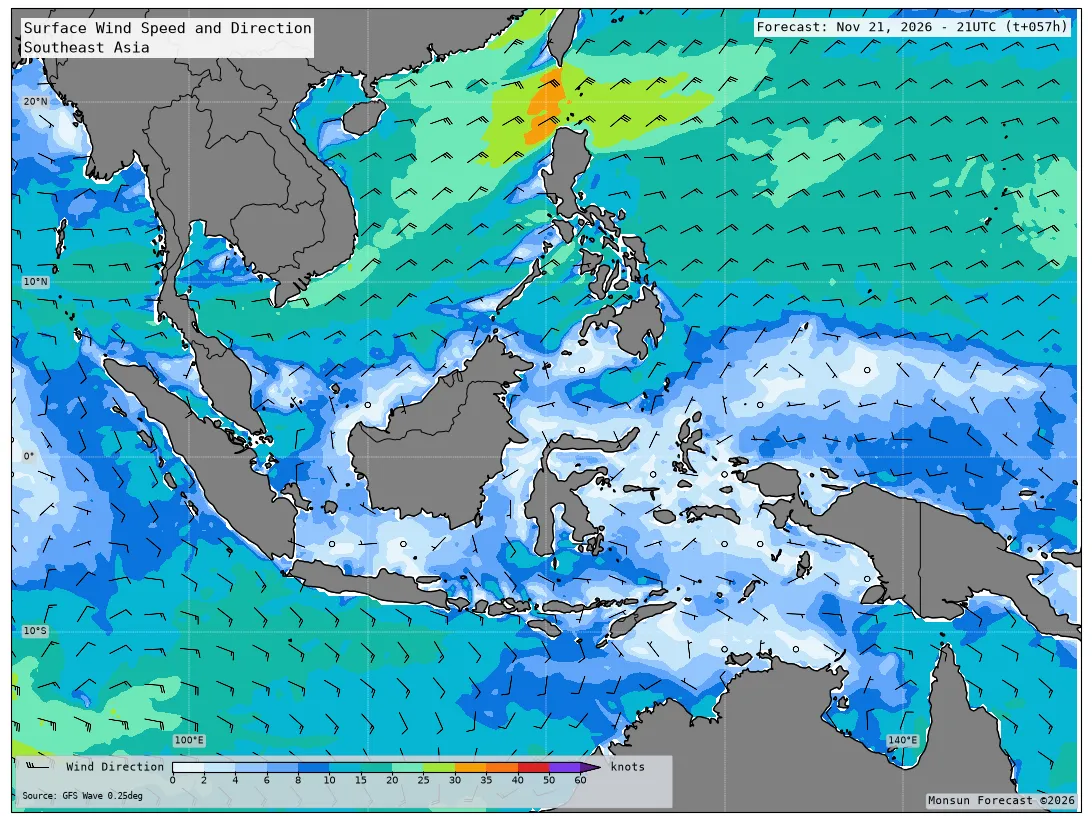 Surface Wind Speed and Direction
Southeast Asia
Forecast: Nov 21, 2026 - 21UTC (t+057h)
20°N
10°N
0°
10°S
100°E
140°E
Wind Direction
knots
0 2 4 6 8 10 15 20 25 30 35 40 50 60
Source: GFS Wave 0.25deg
Monsun Forecast ©2026